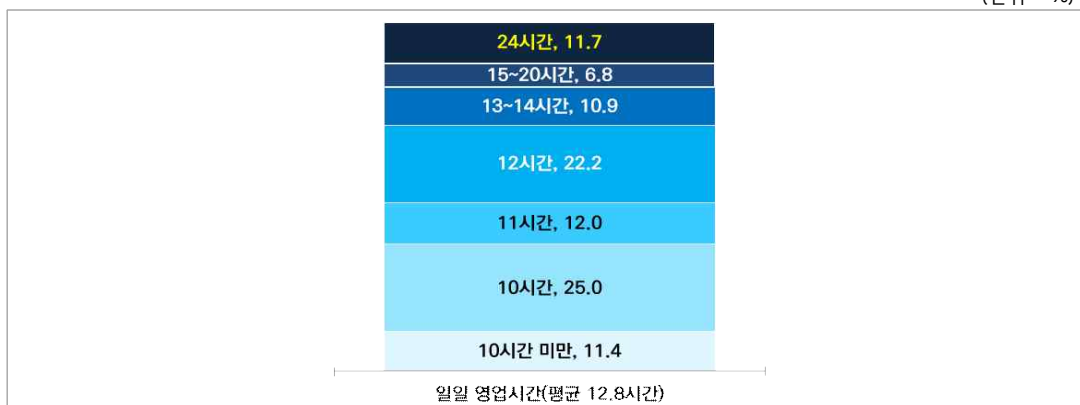 (단위 : %)
24시간, 11.7
15~20시간, 6.8
13~14시간, 10.9
12시간, 22.2
11시간, 12.0
10시간, 25.0
10시간 미만, 11.4
일일 영업시간(평균 12.8시간)